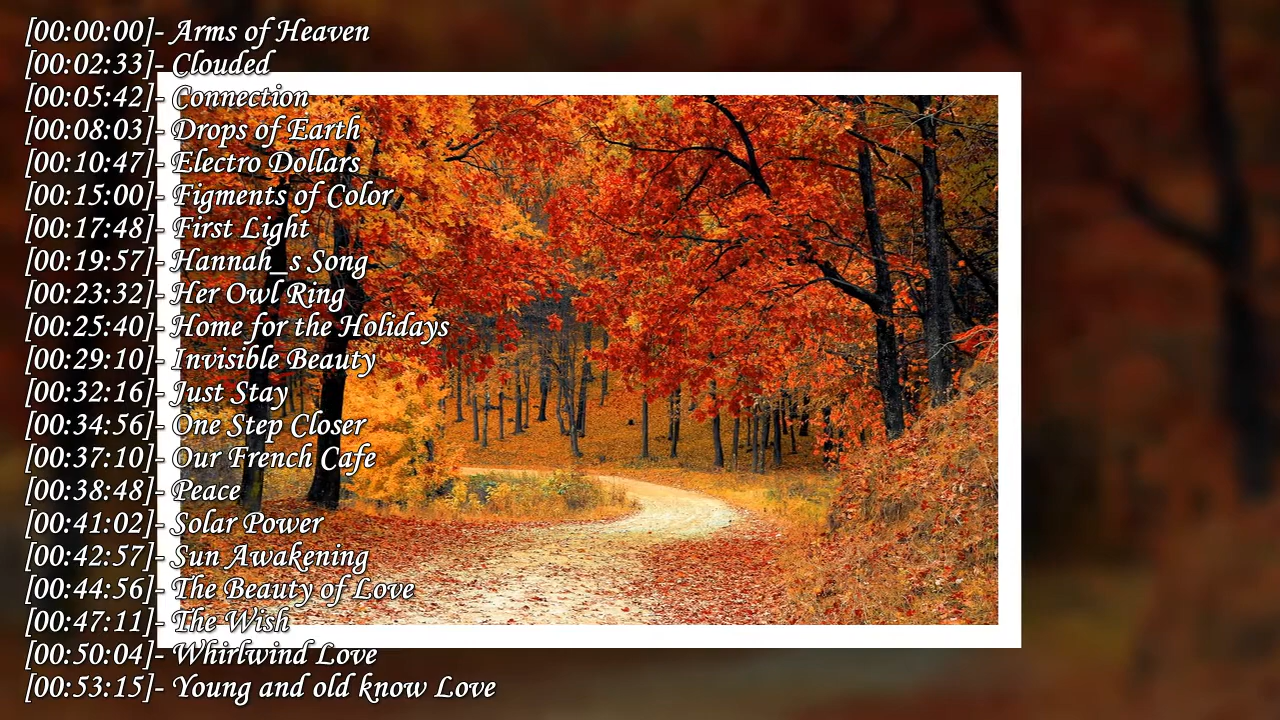 [00:00:00]- Arms of Heaven
[00:02:33]- Clouded
[00:05:42]- Connection
[00:08:03]- Drops of Earth
[00:10:47]- Electro Dollars
[00:15:00]- Figments of Color
[00:17:48]- First Light
[00:19:57]- Hannah_s Song
[00:23:32]- Her Owl Ring
[00:25:40]- Home for the Holidays
[00:29:10]- Invisible Beauty
[00:32:16]- Just Stay
[00:34:56]- One Step Closer
[00:37:10]- Our French Cafe
[00:38:48]- Peace
[00:41:02]- Solar Power
[00:42:57]- Sun Awakening
[00:44:56]- The Beauty of Love
[00:47:11]- The Wish
[00:50:04]- Whirlwind Love
[00:53:15]- Young and old know Love